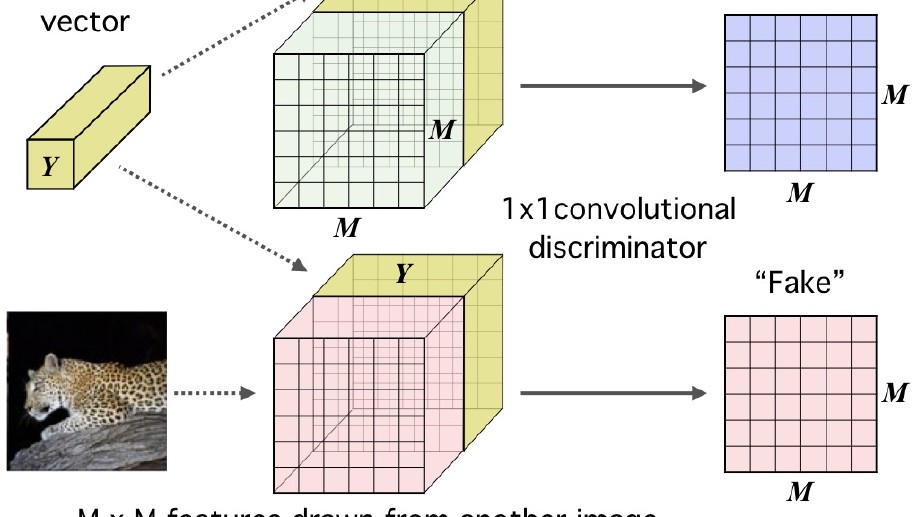 vector
Y
M
M
M
M
1x1convolutional
discriminator
Y
“Fake”
M
M
M x M features drawn from another image